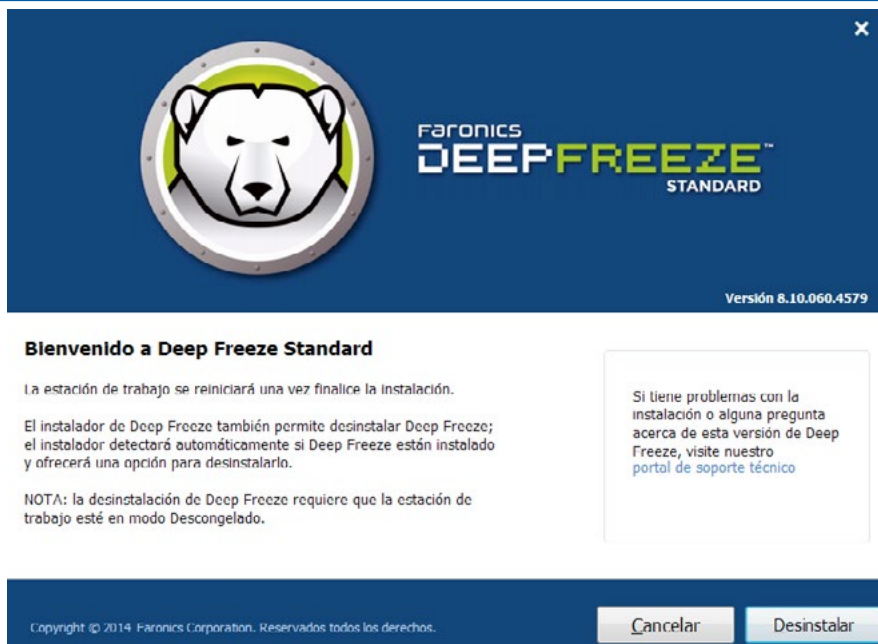 Faronics
DEEPFREEZE™
STANDARD
Versión 8.10.060.4579
Bienvenido a Deep Freeze Standard
La estación de trabajo se reiniciará una vez finalice la instalación.
El instalador de Deep Freeze también permite desinstalar Deep Freeze;
el instalador detectará automáticamente si Deep Freeze están instalado
y ofrecerá una opción para desinstalarlo.
NOTA: la desinstalación de Deep Freeze requiere que la estación de
trabajo esté en modo Descongelado.
Si tiene problemas con la
instalación o alguna pregunta
acerca de esta versión de Deep
Freeze, visite nuestro
portal de soporte técnico
Copyright © 2014 Faronics Corporation. Reservados todos los derechos.
Cancelar
Desinstalar